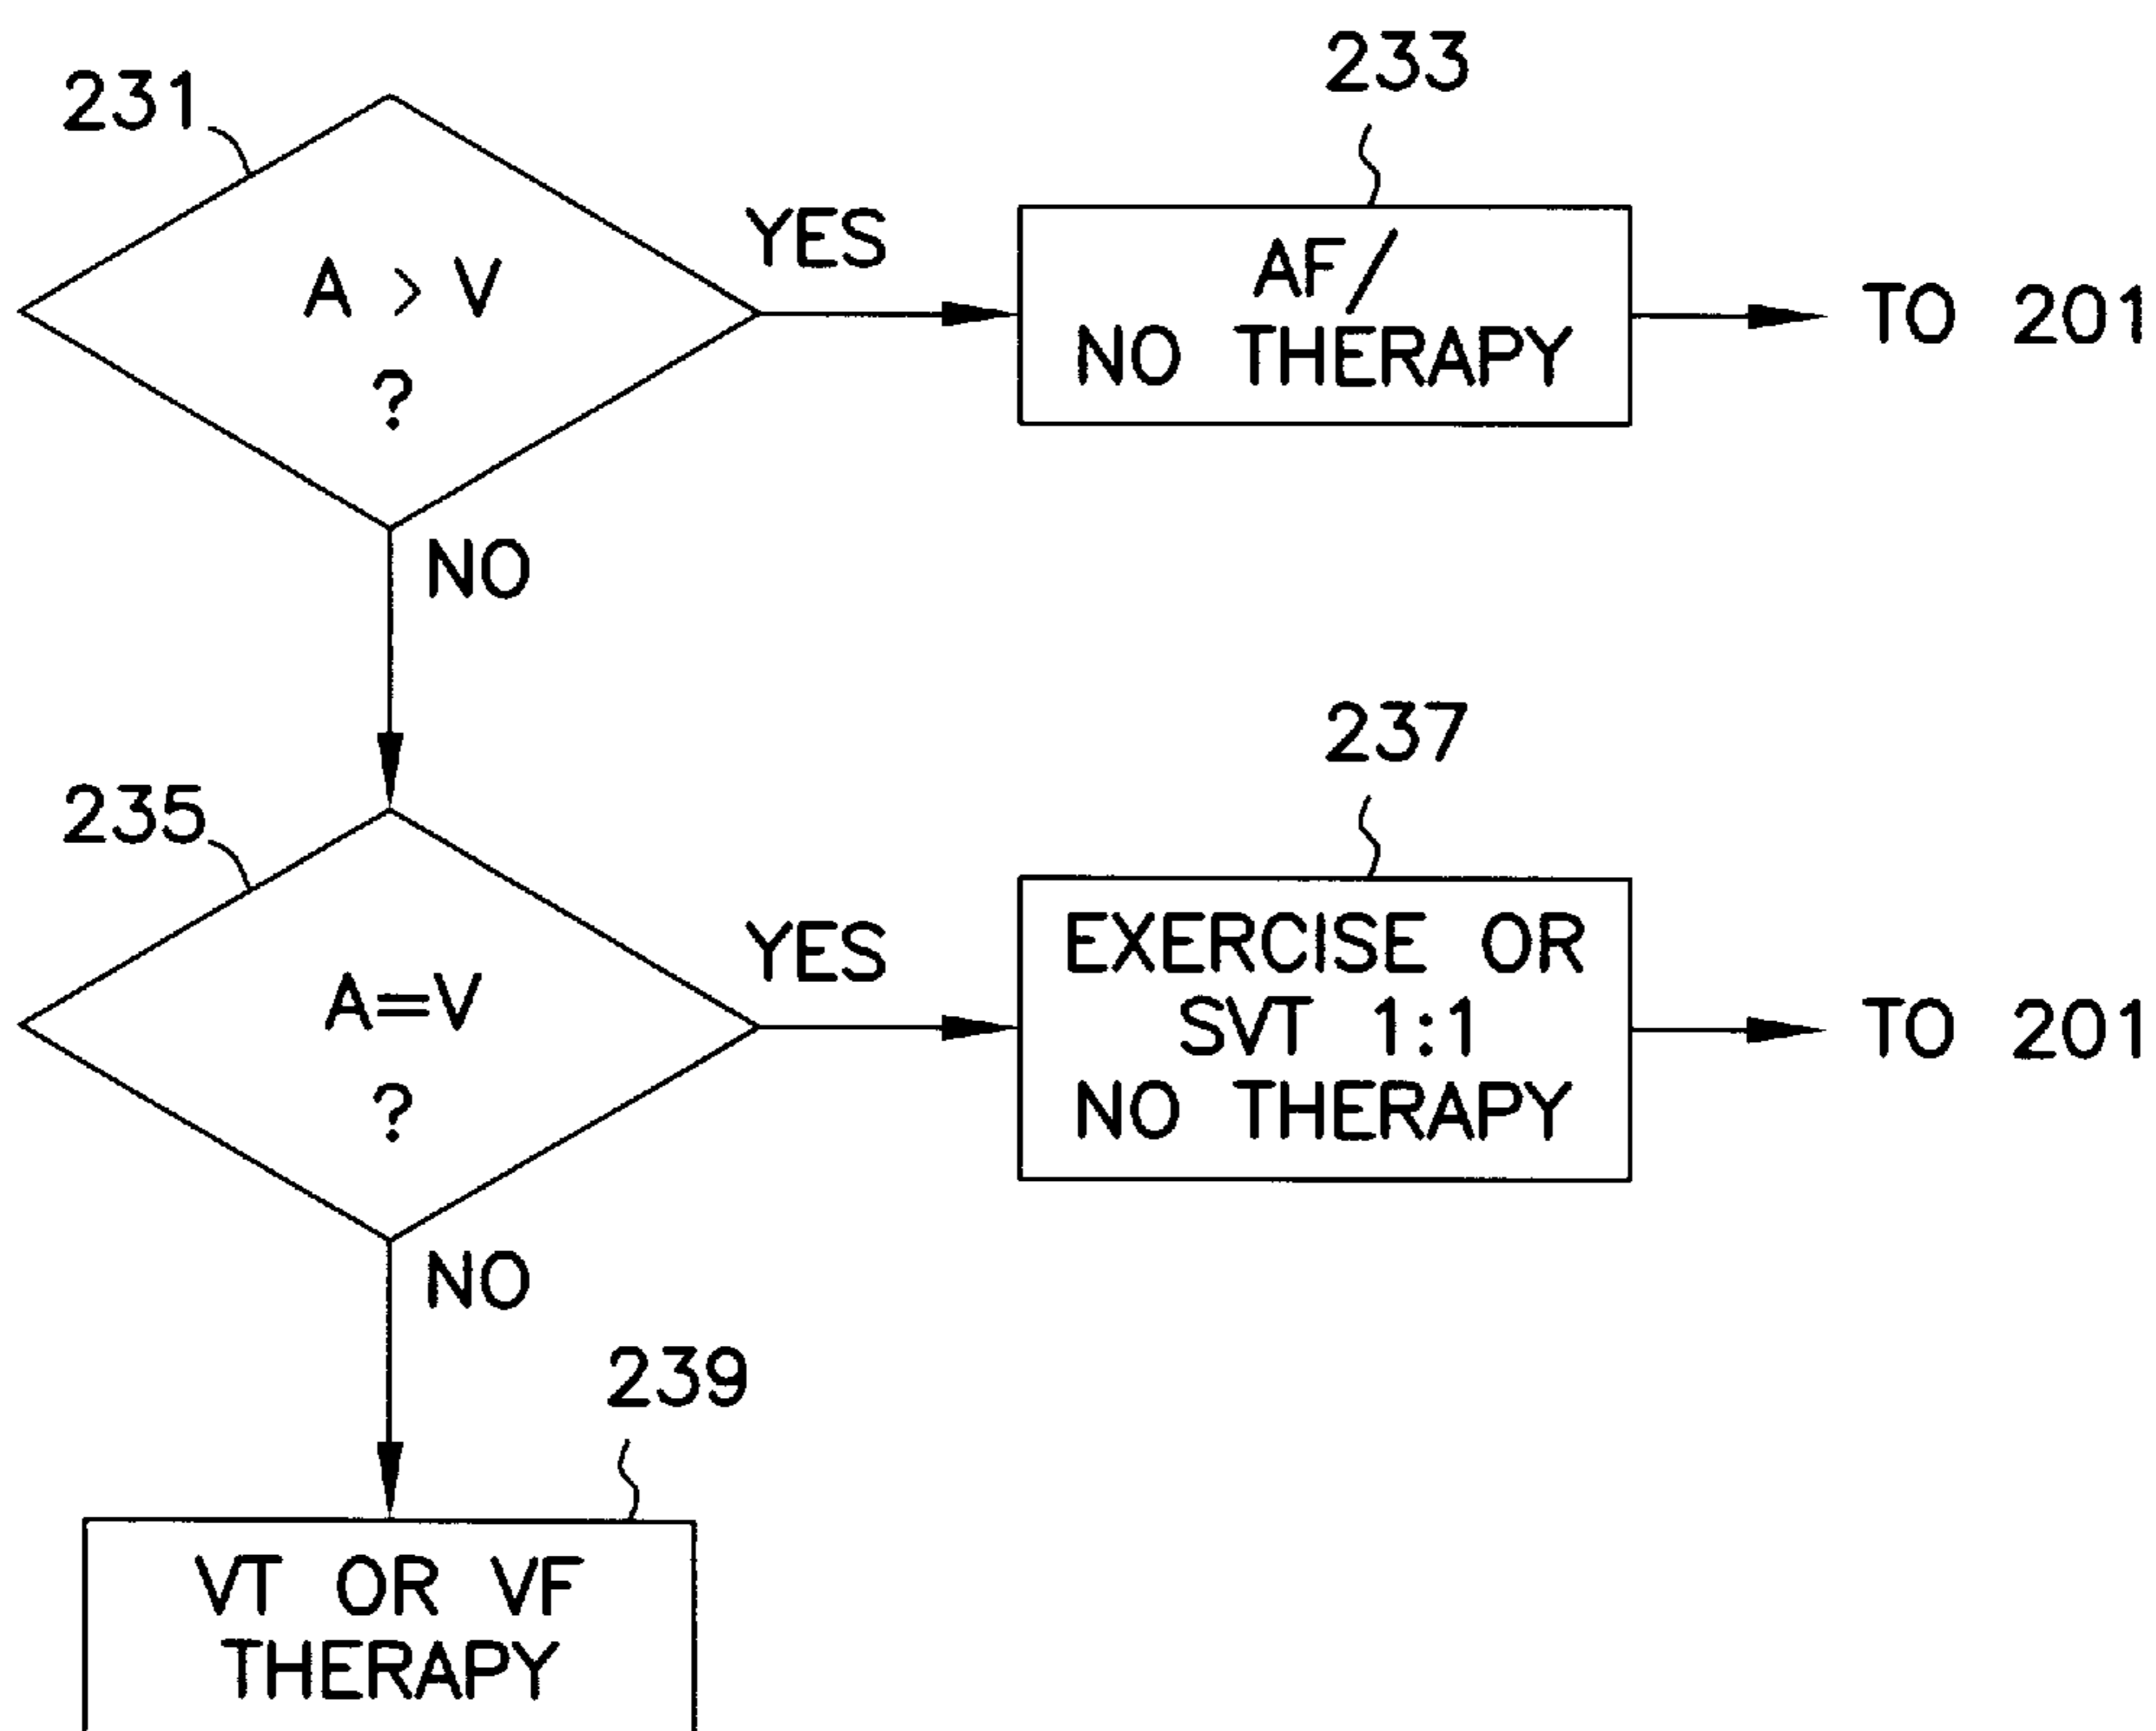 233
231
YES
A > V
?
AF/
NO THERAPY
TO 201
NO
237
235
YES
A=V
?
EXERCISE OR
SVT 1:1
NO THERAPY
TO 201
NO
239
VT OR VF
THERAPY